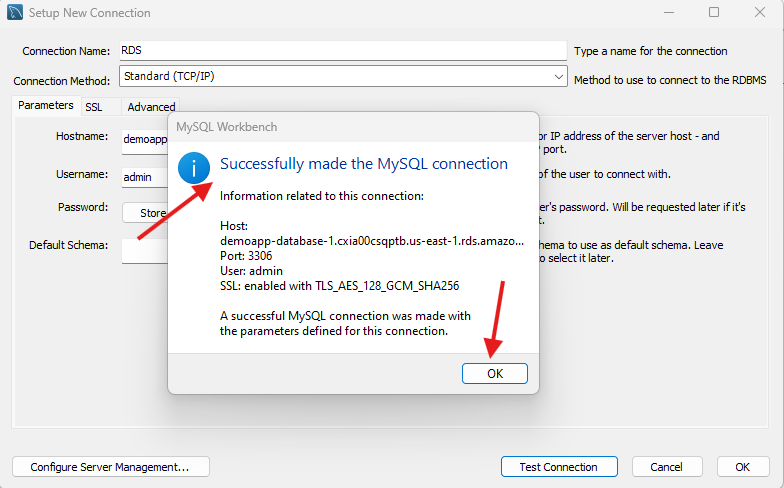 Setup New Connection
Connection Name: RDS Type a name for the connection
Connection Method: Standard (TCP/IP) Method to use to connect to the RDBMS
Parameters SSL Advanced
MySQL Workbench
Hostname: demoapp or IP address of the server host - and
port.
Successfully made the MySQL connection
Username: admin of the user to connect with.
Information related to this connection:
Password: Store er's password. Will be requested later if it's
Host:
demoapp-database-1.cxia00csqptb.us-east-1.rds.amazo...
Default Schema: hema to use as default schema. Leave
Port: 3306
to select it later.
User: admin
SSL: enabled with TLS_AES_128_GCM_SHA256
A successful MySQL connection was made with
the parameters defined for this connection.
OK
Configure Server Management... Test Connection Cancel OK